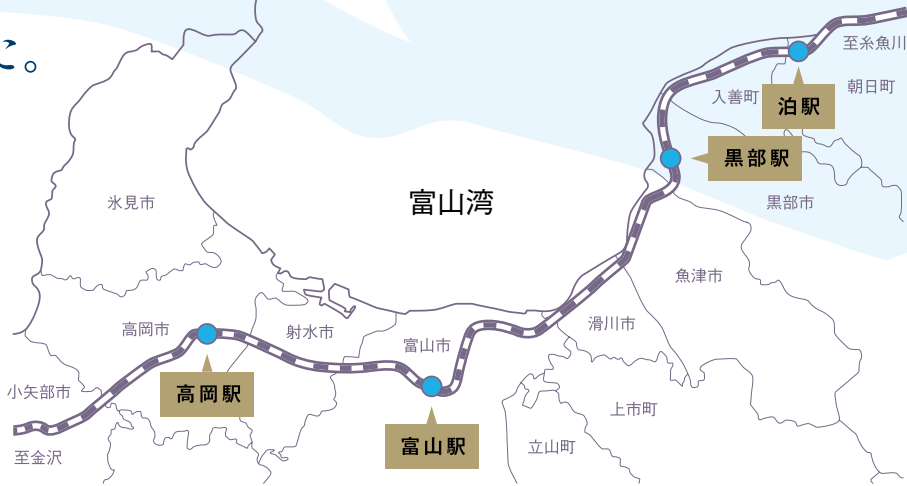 た。
至糸魚川
朝日町
入善町
泊駅
黒部駅
黒部市
氷見市
富山湾
魚津市
高岡市
射水市
富山市
滑川市
小矢部市
高岡駅
上市町
富山駅
立山町
至金沢